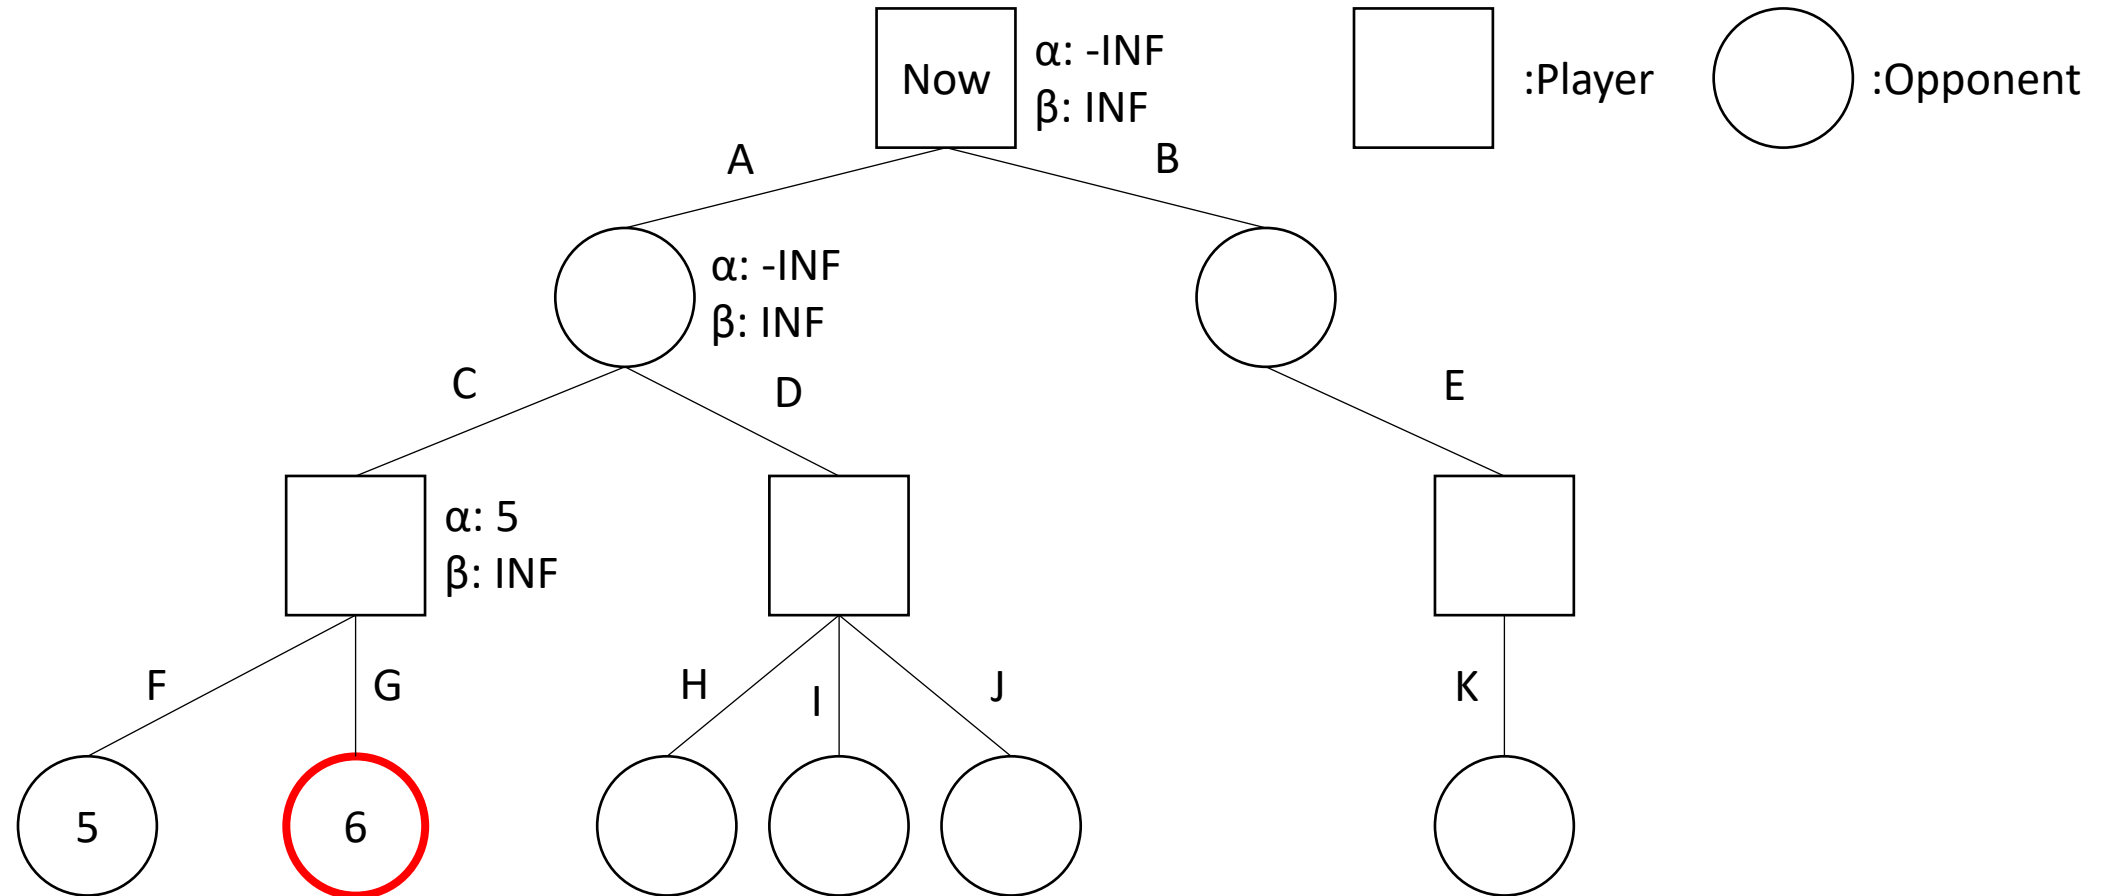 Now
α: -INF
β: INF
:Player
:Opponent
A
B
α: -INF
β: INF
C
D
E
α: 5
β: INF
F
G
H
I
J
K
5
6